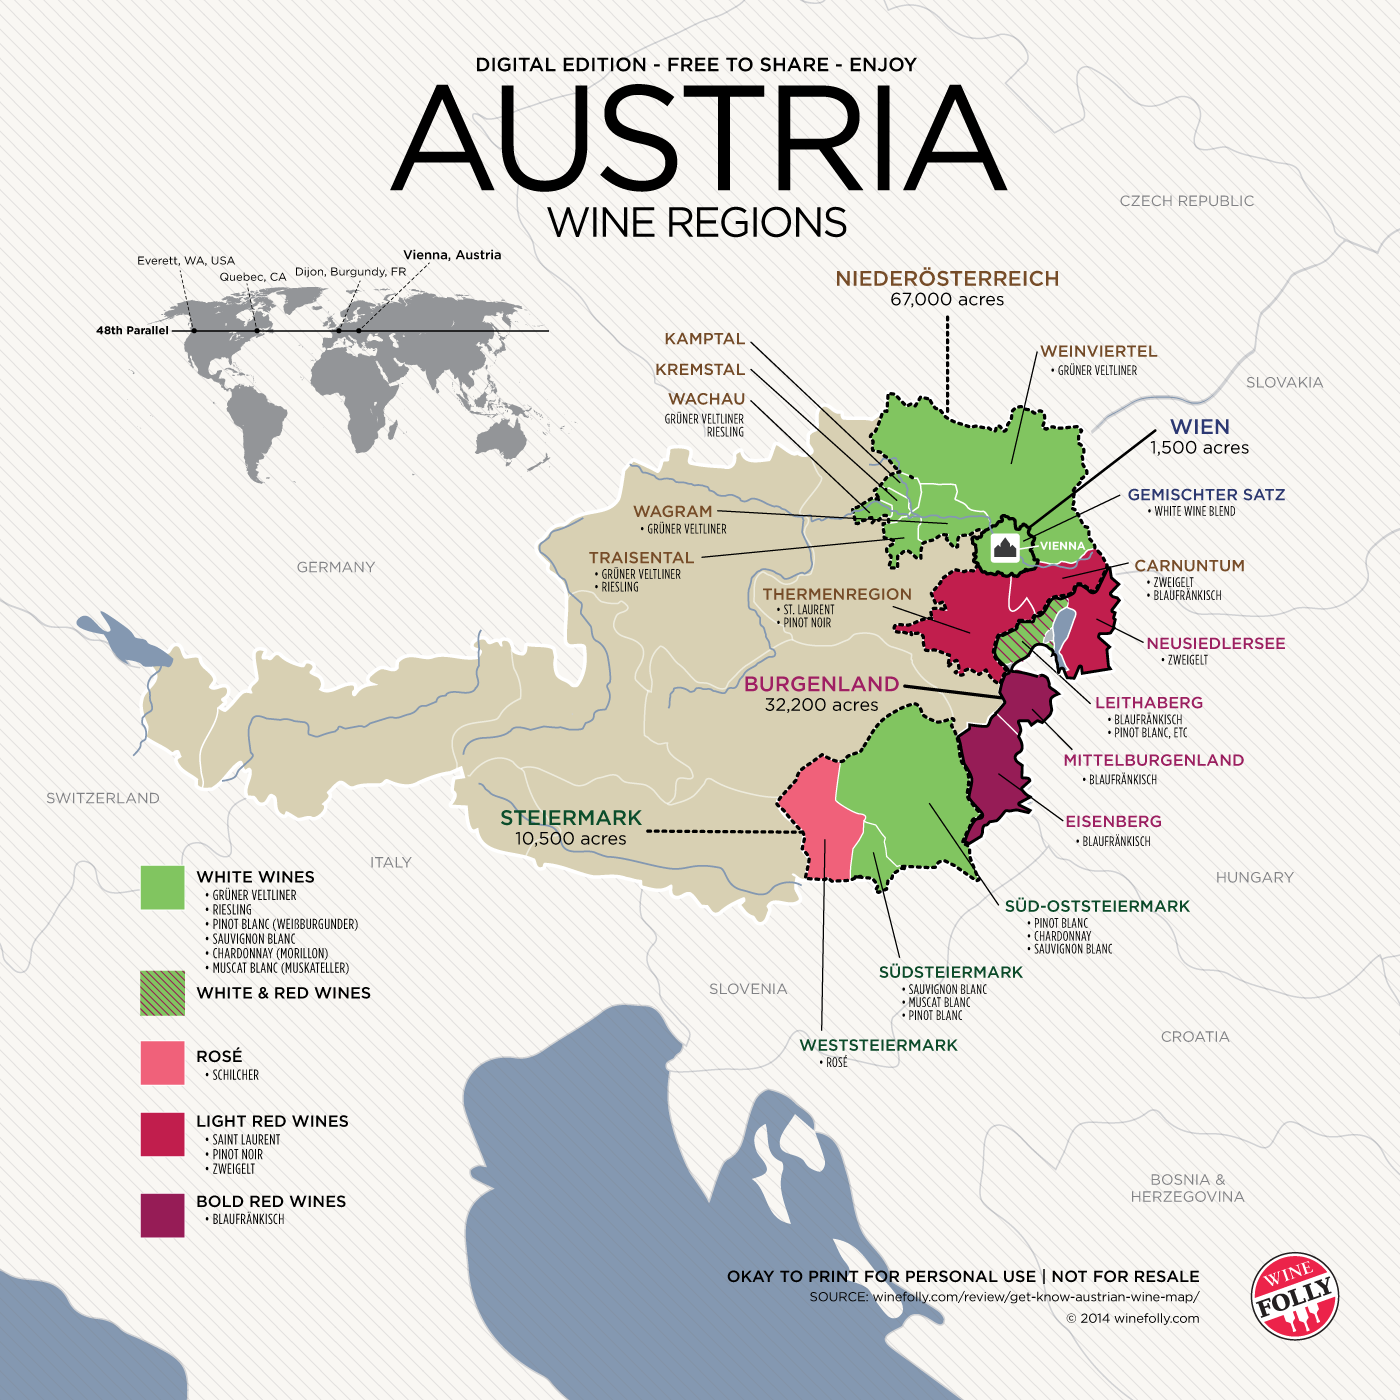 DIGITAL EDITION - FREE TO SHARE - ENJOY
AUSTRIA
WINE REGIONS
Everett, WA, USA
Quebec, CA
Dijon, Burgundy, FR
Vienna, Austria
48th Parallel
CZECH REPUBLIC
NIEDERÖSTERREICH
67,000 acres
KAMPTAL
KREMSTAL
WACHAU
GRÜNER VELTLINER
RIESLING
WEINVIERTEL
• GRÜNER VELTLINER
SLOVAKIA
WIEN
1,500 acres
GEMISCHTER SATZ
• WHITE WINE BLEND
WAGRAM
• GRÜNER VELTLINER
VIENNA
TRAISENTAL
• GRÜNER VELTLINER
• RIESLING
GERMANY
CARNUNTUM
• ZWEIGELT
• BLAUFRÄNKISCH
THERMENREGION
• ST. LAURENT
• PINOT NOIR
NEUSIEDLERSEE
• ZWEIGELT
BURGENLAND
32,200 acres
LEITHABERG
• BLAUFRÄNKISCH
• PINOT BLANC, ETC
MITTELBURGENLAND
• BLAUFRÄNKISCH
SWITZERLAND
STEIERMARK
10,500 acres
EISENBERG
• BLAUFRÄNKISCH
ITALY
HUNGARY
SÜD-OSTSTEIERMARK
• PINOT BLANC
• CHARDONNAY
• SAUVIGNON BLANC
SÜDSTEIERMARK
• SAUVIGNON BLANC
• MUSCAT BLANC
• PINOT BLANC
SLOVENIA
WESTSTEIERMARK
• ROSÉ
CROATIA
BOSNIA &
HERZEGOVINA
WHITE WINES
• GRÜNER VELTLINER
• RIESLING
• PINOT BLANC (WEIßBURGUNDER)
• SAUVIGNON BLANC
• CHARDONNAY (MORILLON)
• MUSCAT BLANC (MUSKATELLER)
WHITE & RED WINES
ROSÉ
• SCHILCHER
LIGHT RED WINES
• SAINT LAURENT
• PINOT NOIR
• ZWEIGELT
BOLD RED WINES
• BLAUFRÄNKISCH
OKAY TO PRINT FOR PERSONAL USE | NOT FOR RESALE
SOURCE: winefolly.com/review/get-know-austrian-wine-map/
© 2014 winefolly.com
WINE
FOLLY